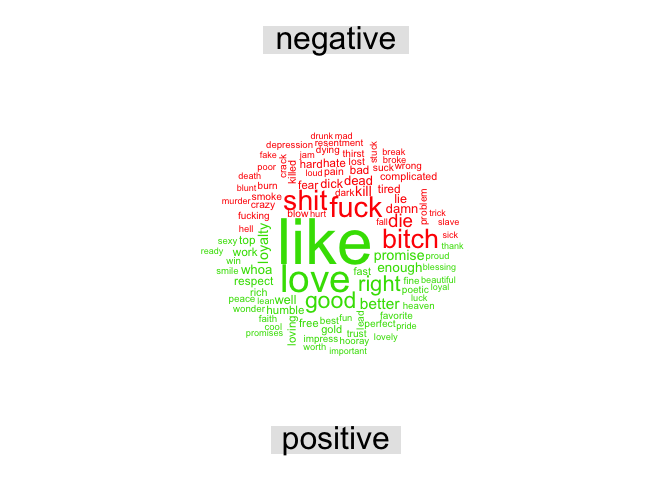 negative
drunk mad
depression resentment
fake jam dying thirst stuck break
poor crack killed hard hate lost broke
loud pain bad suck wrong
death fear dick dead complicated
blunt burn dark kill tired
murder smoke shit fuck lie problem
crazy damn trick
fucking blow hurt fall die slave
hell bitch sick
sexy top loyalty like thank
ready work promise proud
win whoa fast enough blessing
smile respect love right fine beautiful
rich poetic loyal
peace lean well good better luck
wonder humble heaven
faith free best fun lead favorite
cool loving gold perfect pride
promises impress trust lovely
worth hooray
important
positive